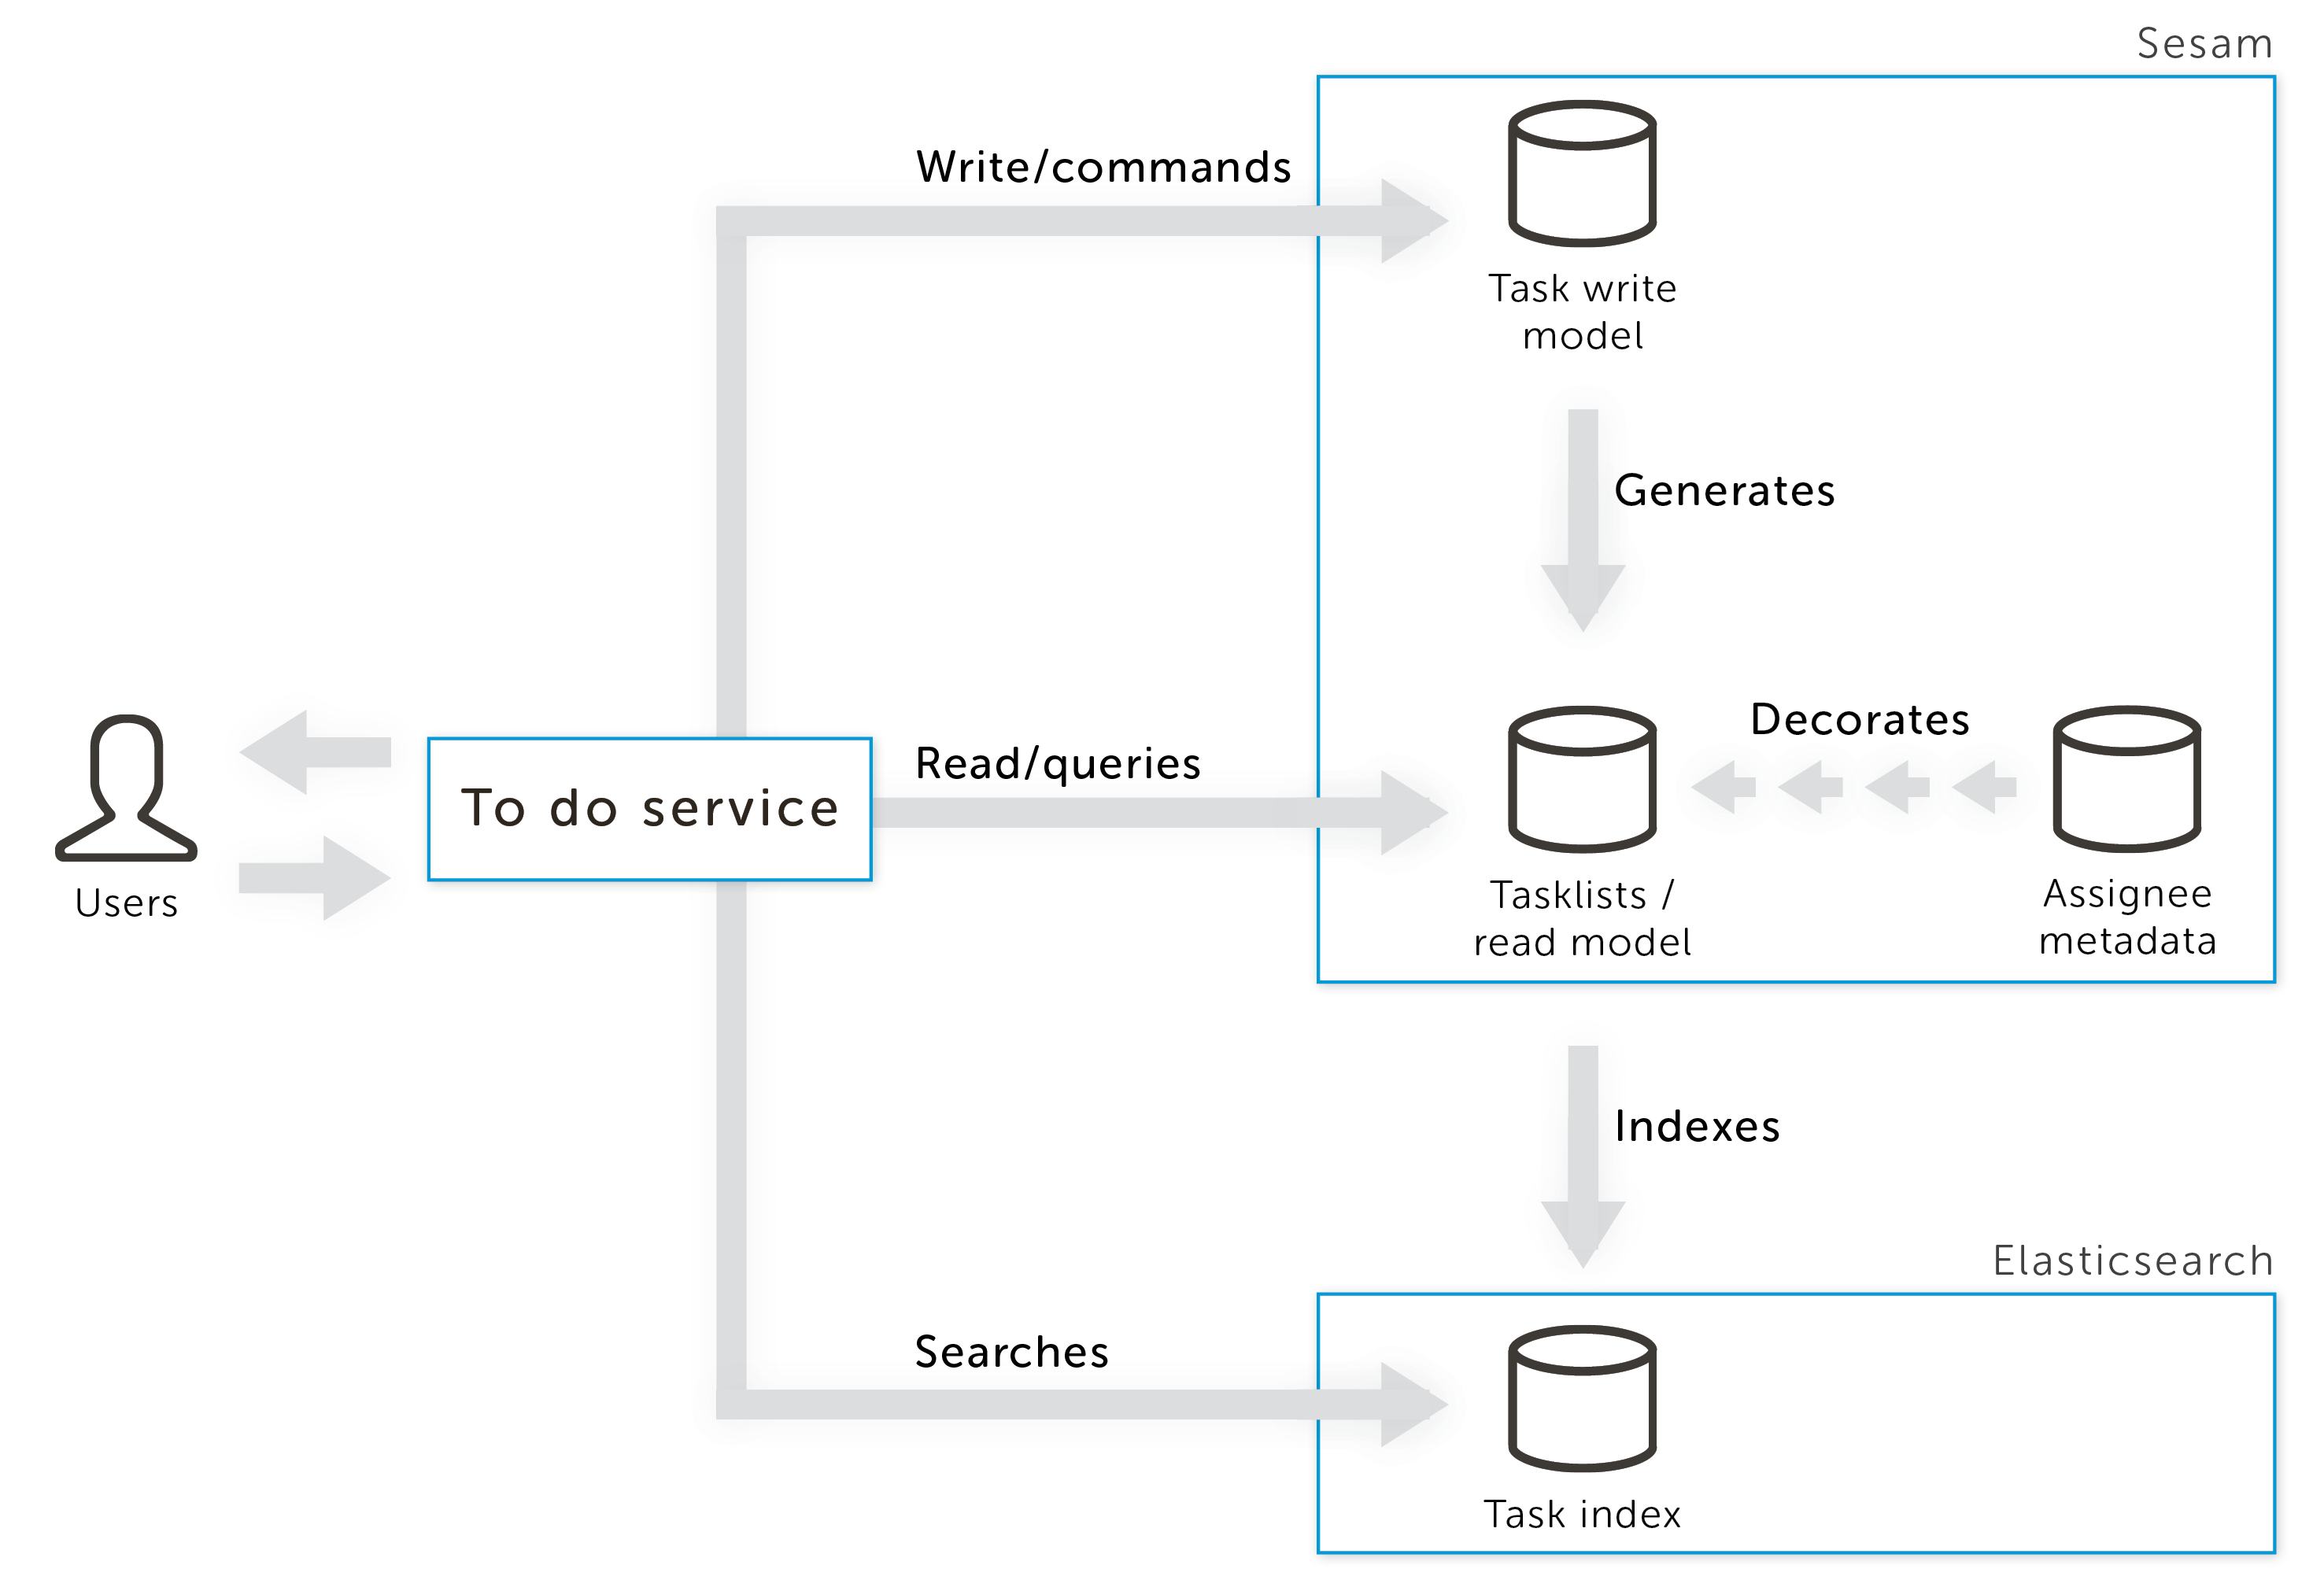 Sesam
Write/commands
Task write
model
Generates
Decorates
Read/queries
To do service
Users
Tasklists /
read model
Assignee
metadata
Indexes
Elasticsearch
Searches
Task index